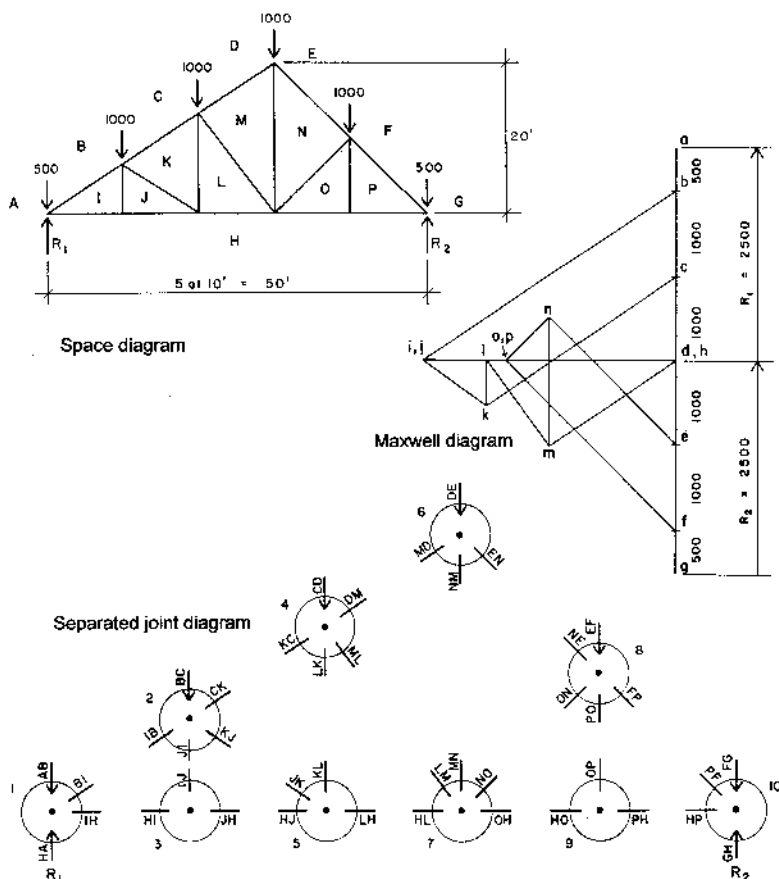 1000
D
E
1000
C
1000
1000
B
M
N
F
20'
500
K
500
A
I
J
L
O
P
G
R1
H
R2
5 at 10' = 50'
Space diagram
a
500
b
1000
c
R1 = 2500
n
1000
o,p
i,j
l
d,h
k
1000
Maxwell diagram
m
e
1000
R2 = 2500
f
500
g
6
DE
MD
EN
NM
Separated joint diagram
4
CD
DM
KC
ML
LK
2
BC
CK
IB
KJ
JI
EF
8
NE
ON
FP
PO
1
AB
BI
IH
HA
R1
IJ
HI
JH
3
KL
JK
HJ
LH
5
MN
LM
NO
HL
OH
7
OP
HO
PH
9
FG
10
PF
HP
GH
R2